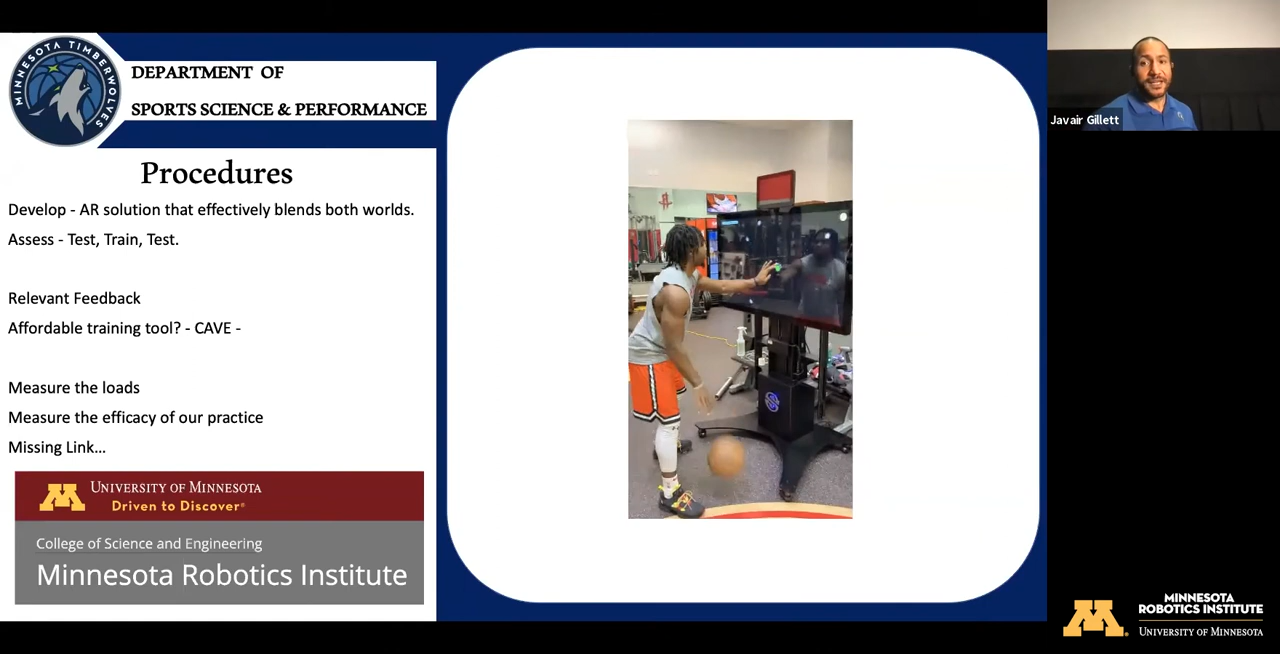 MINNESOTA TIMBERWOLVES
DEPARTMENT OF
SPORTS SCIENCE & PERFORMANCE
Procedures
Develop - AR solution that effectively blends both worlds.
Assess - Test, Train, Test.
Relevant Feedback
Affordable training tool? - CAVE -
Measure the loads
Measure the efficacy of our practice
Missing Link...
UNIVERSITY OF MINNESOTA
Driven to Discover®
College of Science and Engineering
Minnesota Robotics Institute
Javair Gillett
MINNESOTA
ROBOTICS INSTITUTE
UNIVERSITY OF MINNESOTA